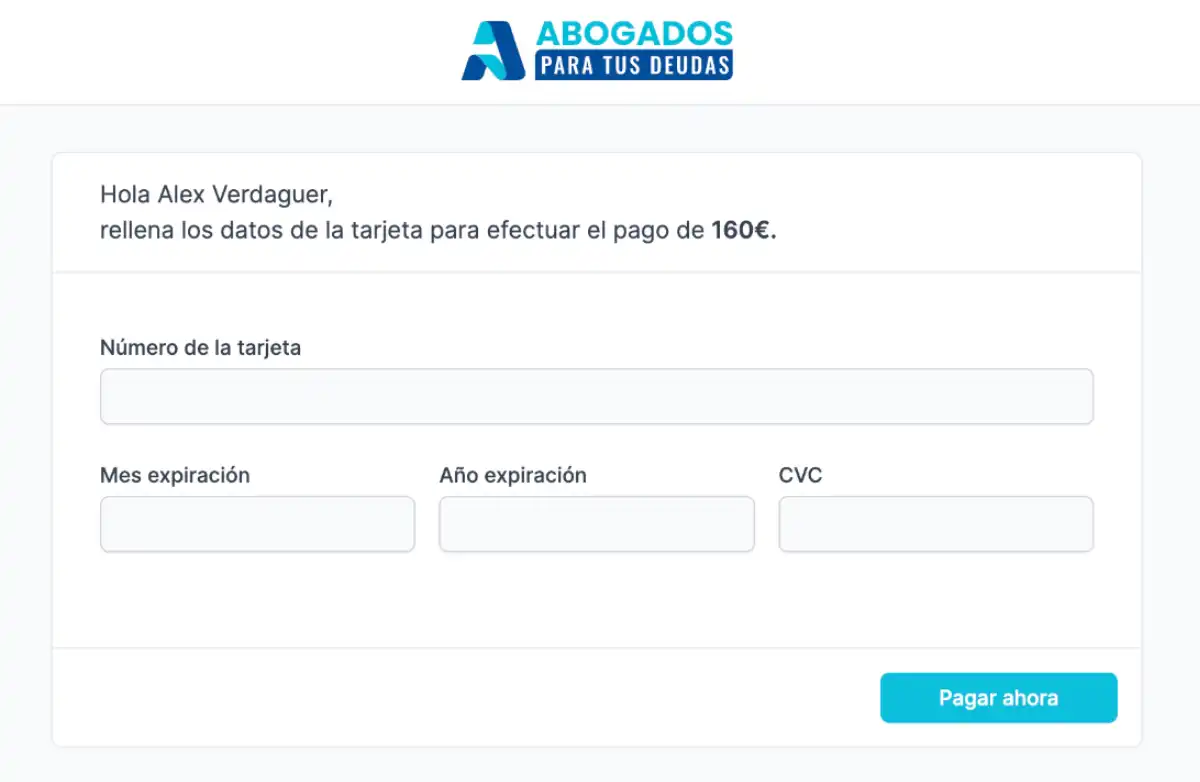 ABOGADOS
PARA TUS DEUDAS
Hola Alex Verdaguer,
rellena los datos de la tarjeta para efectuar el pago de 160€.
Número de la tarjeta
Mes expiración
Año expiración
CVC
Pagar ahora